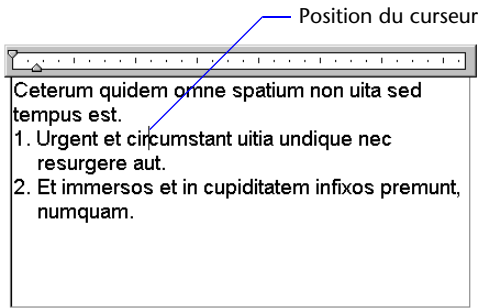 Position du curseur
Ceterum quidem omne spatium non uita sed
tempus est.
1. Urgent et circumstant uitia undique nec
resurgere aut.
2. Et immersos et in cupiditatem infixos premunt,
numquam.